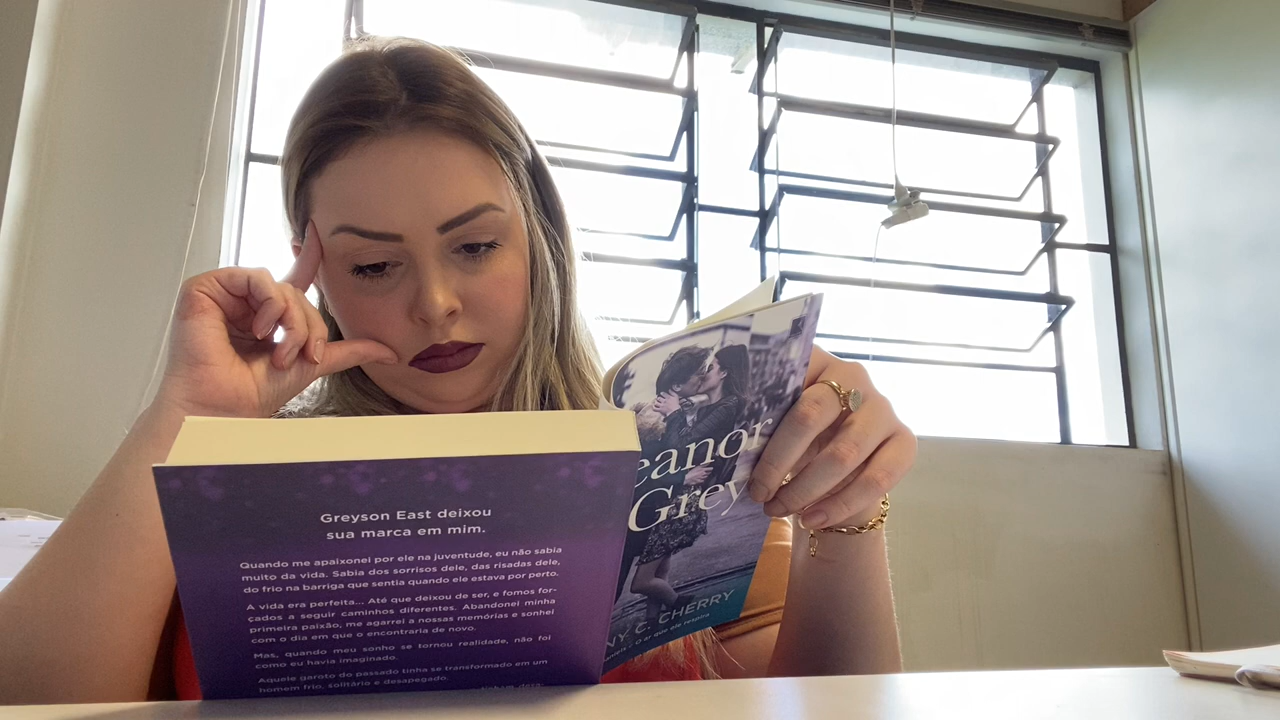 Greyson East deixou
sua marca em mim.
Quando me apaixonei por ele na juventude, eu não sabia
muito da vida. Sabia dos sorrisos dele, das risadas dele,
do frio na barriga que sentia quando ele estava por perto.
A vida era perfeita... Até que deixou de ser, e fomos for-
çados a seguir caminhos diferentes. Abandonei minha
primeira paixão, me agarrei a nossas memórias e sonhei
com o dia em que o encontraria de novo.
Mas, quando meu sonho se tornou realidade, não foi
como eu havia imaginado.
Aquele garoto do passado tinha se transformado em um
homem frio, solitário e desapegado.
eanor
Grey
NY C. CHERRY
O ar que ele respira